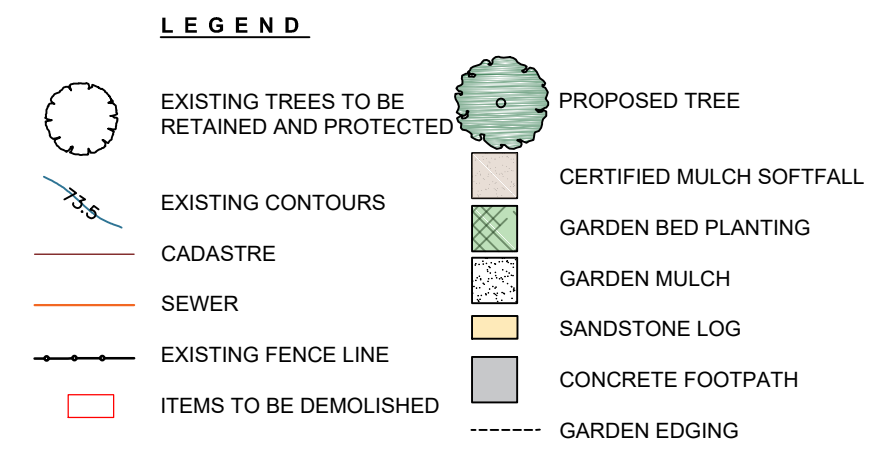 LEGEND
EXISTING TREES TO BE
RETAINED AND PROTECTED
73.5
EXISTING CONTOURS
CADASTRE
SEWER
EXISTING FENCE LINE
ITEMS TO BE DEMOLISHED
PROPOSED TREE
CERTIFIED MULCH SOFTFALL
GARDEN BED PLANTING
GARDEN MULCH
SANDSTONE LOG
CONCRETE FOOTPATH
GARDEN EDGING